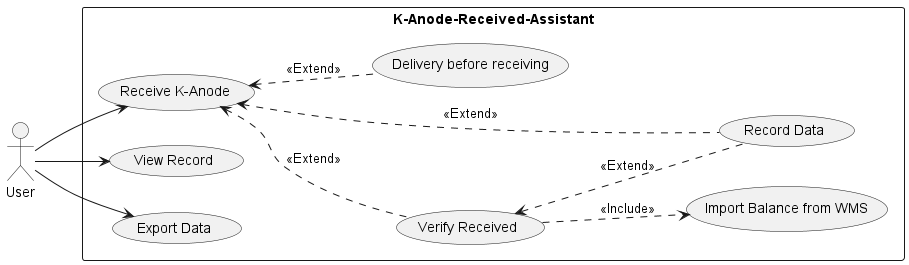 K-Anode-Received-Assistant
«Extend»
Delivery before receiving
Receive K-Anode
«Extend»
Record Data
User
View Record
«Extend»
«Extend»
Export Data
Verify Received
«Include»
Import Balance from WMS